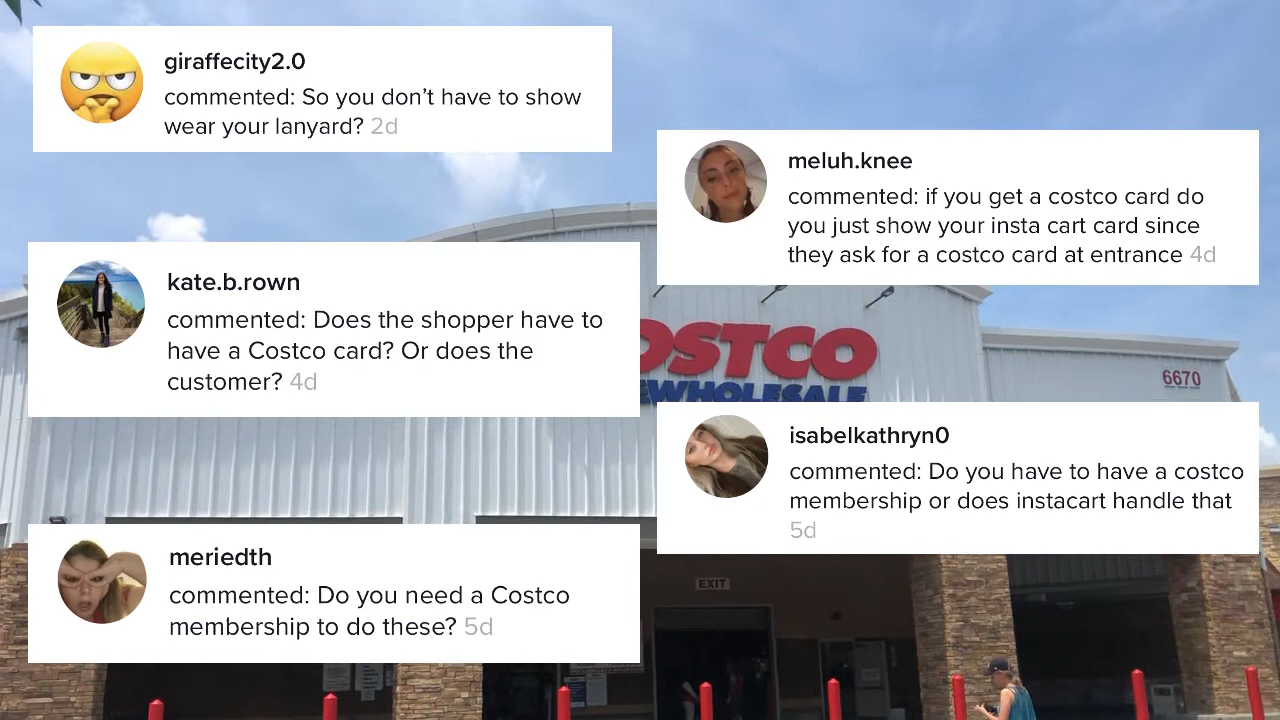 giraffecity2.0
commented: So you don't have to show
wear your lanyard? 2d
meluh.knee
commented: if you get a costco card do
you just show your insta cart card since
they ask for a costco card at entrance 4d
kate.b.rown
commented: Does the shopper have to
have a Costco card? Or does the
customer? 4d
OSTCO
WHOLESALE
6670
isabelkathryn0
commented: Do you have to have a costco
membership or does instacart handle that
5d
meriedth
commented: Do you need a Costco
membership to do these? 5d
EXIT